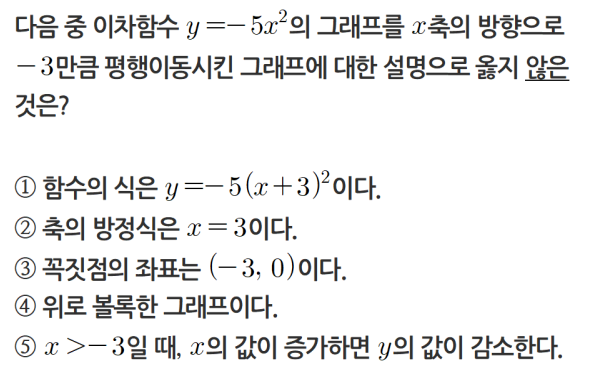 다음 중 이차함수 y=-5x²의 그래프를 x축의 방향으로
-3만큼 평행이동시킨 그래프에 대한 설명으로 옳지 않은
것은?
① 함수의 식은 y=-5(x+3)²이다.
② 축의 방정식은 x=3이다.
③ 꼭짓점의 좌표는 (-3, 0)이다.
④ 위로 볼록한 그래프이다.
⑤ x>-3일 때, x의 값이 증가하면 y의 값이 감소한다.